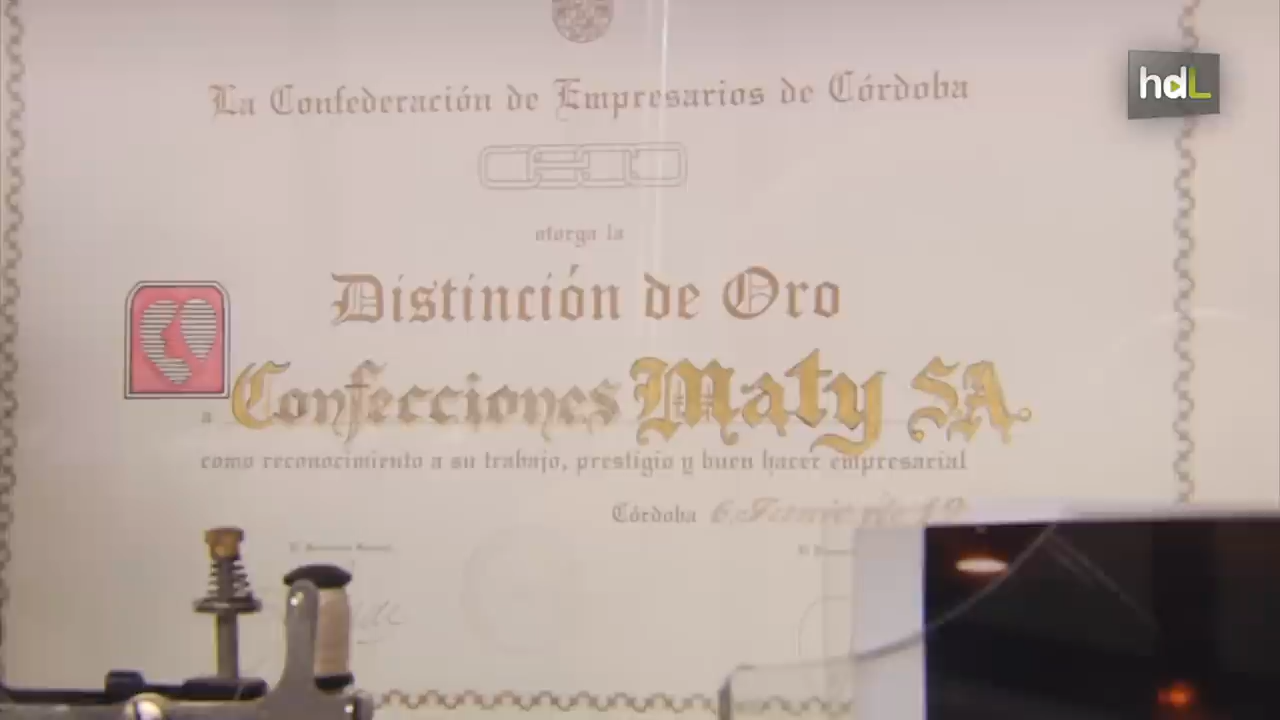 hdL
La Confederación de Empresarios de Córdoba
otorga la
Distinción de Oro
a Confecciones Maty SA
como reconocimiento a su trabajo, prestigio y buen hacer empresarial
Córdoba 6